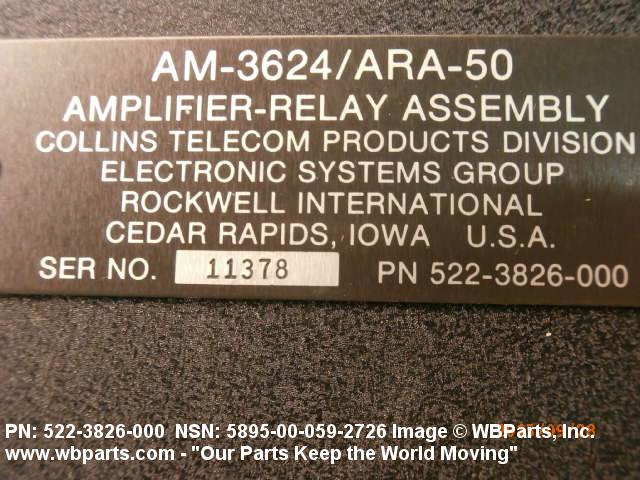 AM-3624/ARA-50
AMPLIFIER-RELAY ASSEMBLY
COLLINS TELECOM PRODUCTS DIVISION
ELECTRONIC SYSTEMS GROUP
ROCKWELL INTERNATIONAL
CEDAR RAPIDS, IOWA U.S.A.
SER NO. 11378 PN 522-3826-000
PN: 522-3826-000 NSN: 5895-00-059-2726 Image © WBParts, Inc.
www.wbparts.com - "Our Parts Keep the World Moving"